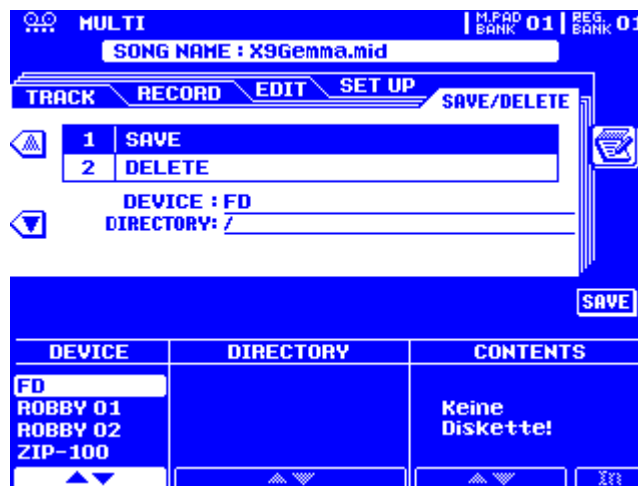 MULTI
M.PAD BANK 01
REG. BANK 01
SONG NAME : X9Gemma.mid
TRACK RECORD EDIT SET UP SAVE/DELETE
1 SAVE
2 DELETE
DEVICE : FD
DIRECTORY: /
SAVE
DEVICE DIRECTORY CONTENTS
FD
ROBBY 01
ROBBY 02
ZIP-100
Keine
Diskette!